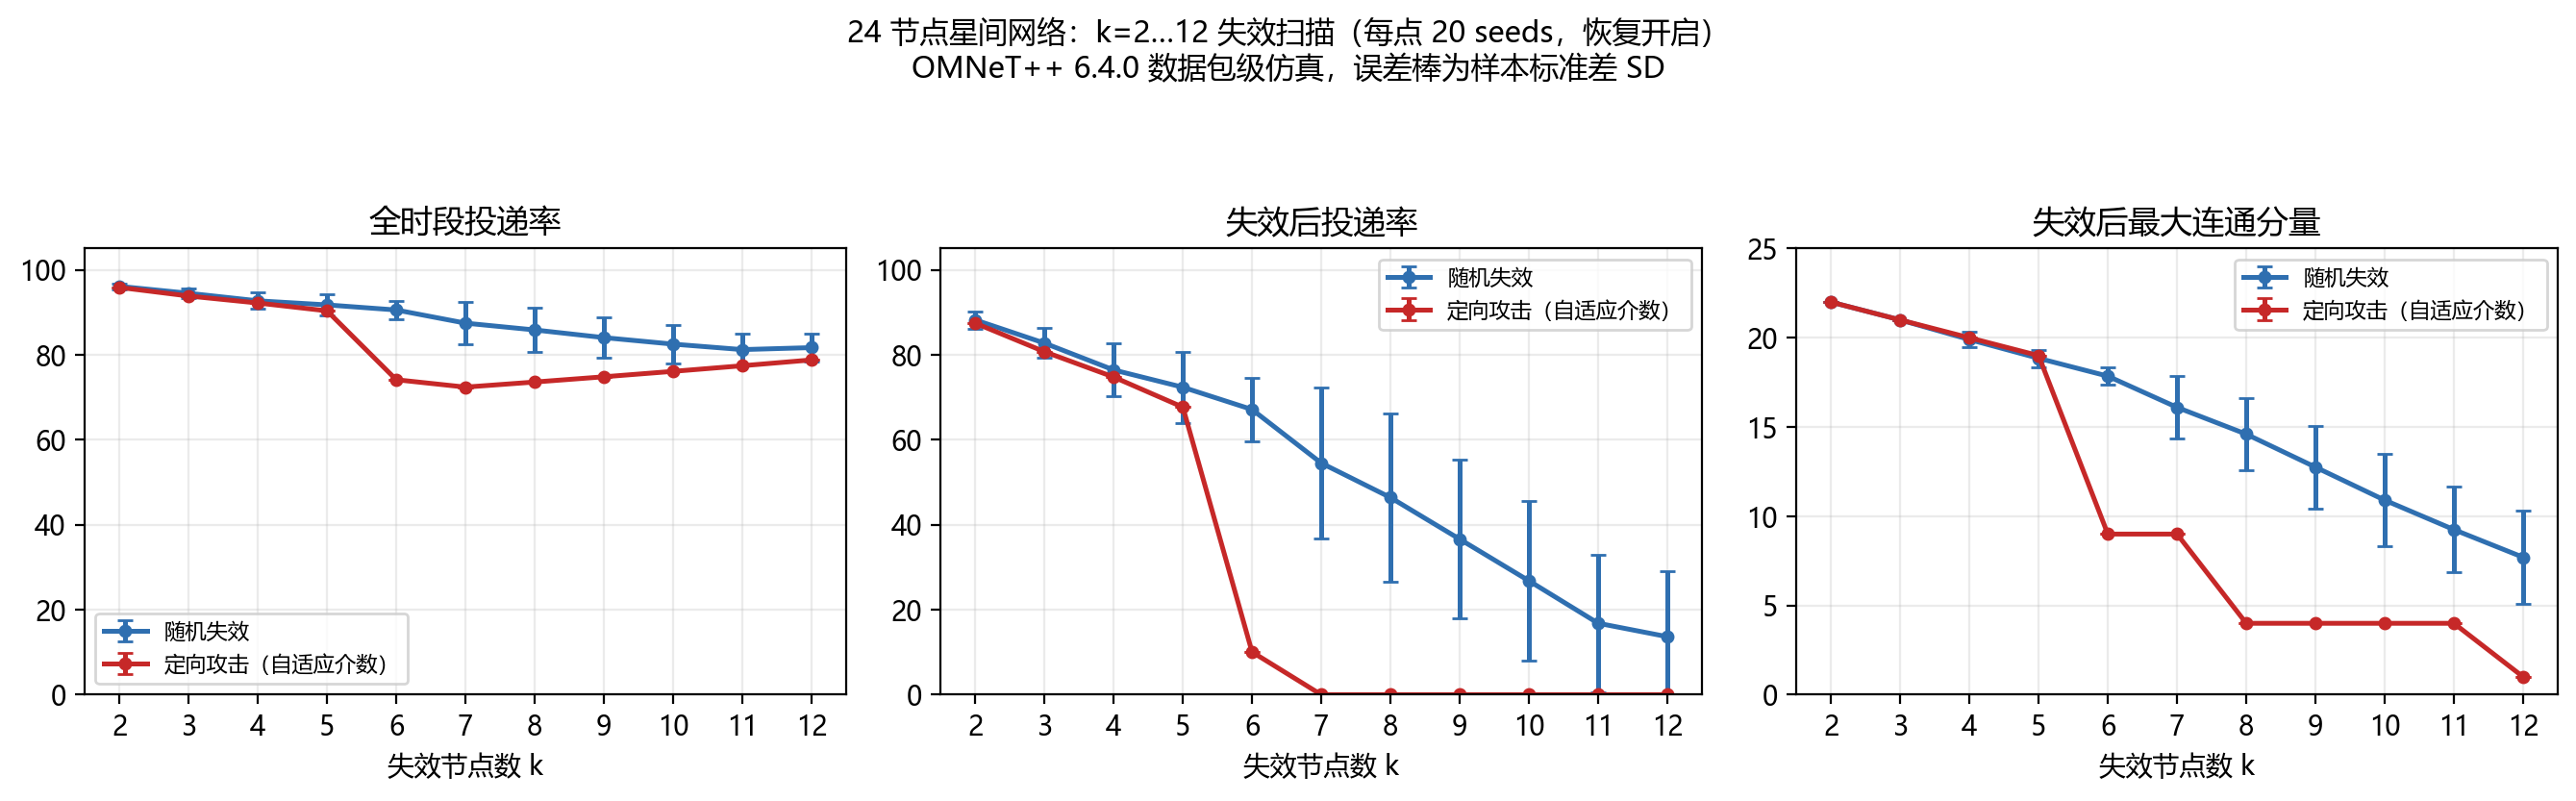 24 节点星间网络：k=2…12 失效扫描（每点 20 seeds，恢复开启）
OMNeT++ 6.4.0 数据包级仿真，误差棒为样本标准差 SD
全时段投递率
100
80
60
40
20
0
随机失效
定向攻击（自适应介数）
2 3 4 5 6 7 8 9 10 11 12
失效节点数 k
失效后投递率
100
80
60
40
20
0
随机失效
定向攻击（自适应介数）
2 3 4 5 6 7 8 9 10 11 12
失效节点数 k
失效后最大连通分量
25
20
15
10
5
0
随机失效
定向攻击（自适应介数）
2 3 4 5 6 7 8 9 10 11 12
失效节点数 k